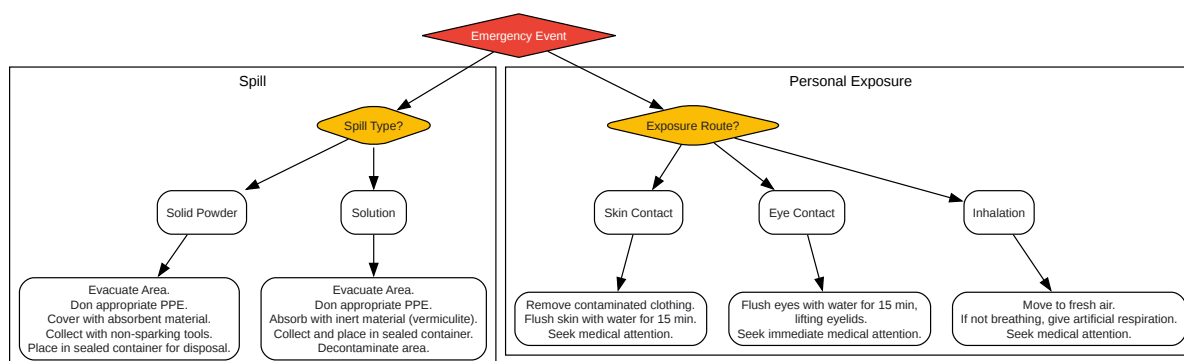 Emergency Event
Spill
Personal Exposure
Spill Type?
Exposure Route?
Solid Powder
Solution
Skin Contact
Eye Contact
Inhalation
Evacuate Area.
Don appropriate PPE.
Cover with absorbent material.
Collect with non-sparking tools.
Place in sealed container for disposal.
Evacuate Area.
Don appropriate PPE.
Absorb with inert material (vermiculite).
Collect and place in sealed container.
Decontaminate area.
Remove contaminated clothing.
Flush skin with water for 15 min.
Seek medical attention.
Flush eyes with water for 15 min,
lifting eyelids.
Seek immediate medical attention.
Move to fresh air.
If not breathing, give artificial respiration.
Seek medical attention.